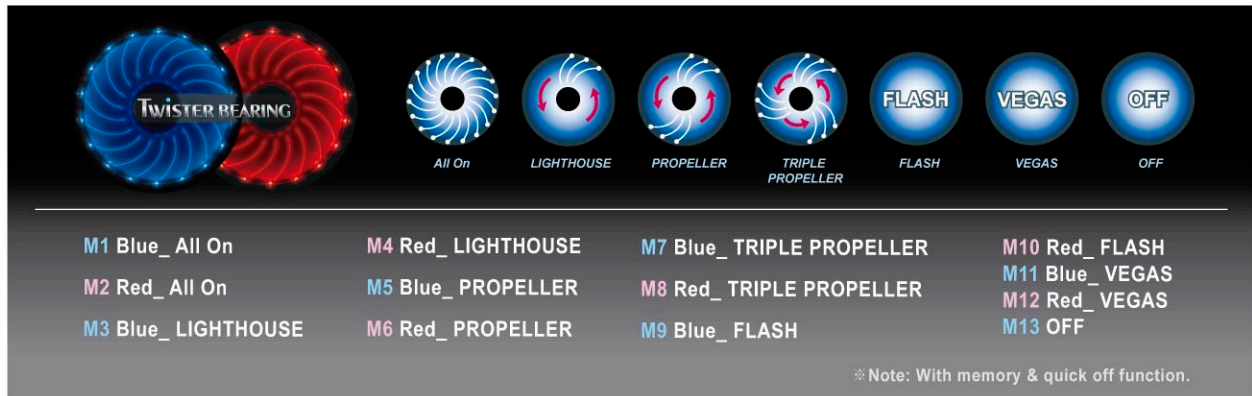 TWISTER BEARING
FLASH
VEGAS
OFF
All On
LIGHTHOUSE
PROPELLER
TRIPLE
PROPELLER
FLASH
VEGAS
OFF
M1 Blue_ All On
M2 Red_ All On
M3 Blue_ LIGHTHOUSE
M4 Red_ LIGHTHOUSE
M5 Blue_ PROPELLER
M6 Red_ PROPELLER
M7 Blue_ TRIPLE PROPELLER
M8 Red_ TRIPLE PROPELLER
M9 Blue_ FLASH
M10 Red_ FLASH
M11 Blue_ VEGAS
M12 Red_ VEGAS
M13 OFF
※Note: With memory & quick off function.